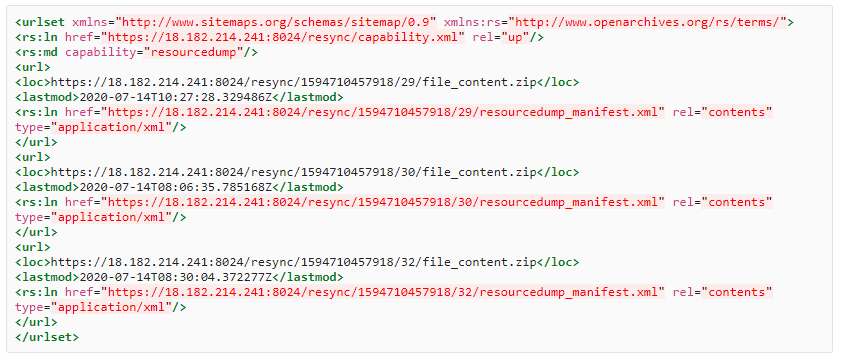 <urlset xmlns="http://www.sitemaps.org/schemas/sitemap/0.9" xmlns:rs="http://www.openarchives.org/rs/terms/">
<rs:ln href="https://18.182.214.241:8024/resync/capability.xml" rel="up"/>
<rs:md capability="resourcedump"/>
<url>
<loc>https://18.182.214.241:8024/resync/1594710457918/29/file_content.zip</loc>
<lastmod>2020-07-14T10:27:28.329486Z</lastmod>
<rs:ln href="https://18.182.214.241:8024/resync/1594710457918/29/resourcedump_manifest.xml" rel="contents"
type="application/xml"/>
</url>
<url>
<loc>https://18.182.214.241:8024/resync/1594710457918/30/file_content.zip</loc>
<lastmod>2020-07-14T08:06:35.785168Z</lastmod>
<rs:ln href="https://18.182.214.241:8024/resync/1594710457918/30/resourcedump_manifest.xml" rel="contents"
type="application/xml"/>
</url>
<url>
<loc>https://18.182.214.241:8024/resync/1594710457918/32/file_content.zip</loc>
<lastmod>2020-07-14T08:30:04.372277Z</lastmod>
<rs:ln href="https://18.182.214.241:8024/resync/1594710457918/32/resourcedump_manifest.xml" rel="contents"
type="application/xml"/>
</url>
</urlset>